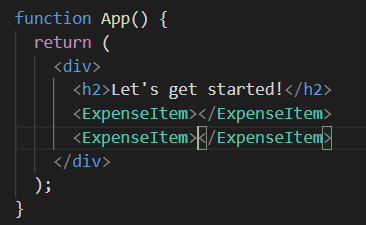 function App() {
  return (
    <div>
      <h2>Let's get started!</h2>
      <ExpenseItem></ExpenseItem>
      <ExpenseItem></ExpenseItem>
    </div>
  );
}